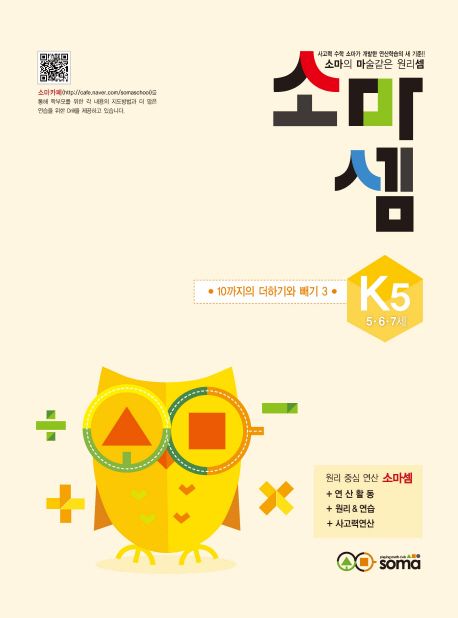 사고력 수학 소마가 개발한 연산학습의 새 기준!!
소마의 마술같은 원리셈
소마셈
소마카페(http://cafe.naver.com/somaschool)를
통해 학부모를 위한 각 내용의 지도방법과 더 많은
연습을 위한 Drill을 제공하고 있습니다.
• 10까지의 더하기와 빼기 3 •
K5
5·6·7세
원리 중심 연산 소마셈
+ 연 산 활 동
+ 원리 & 연습
+ 사고력연산
soma